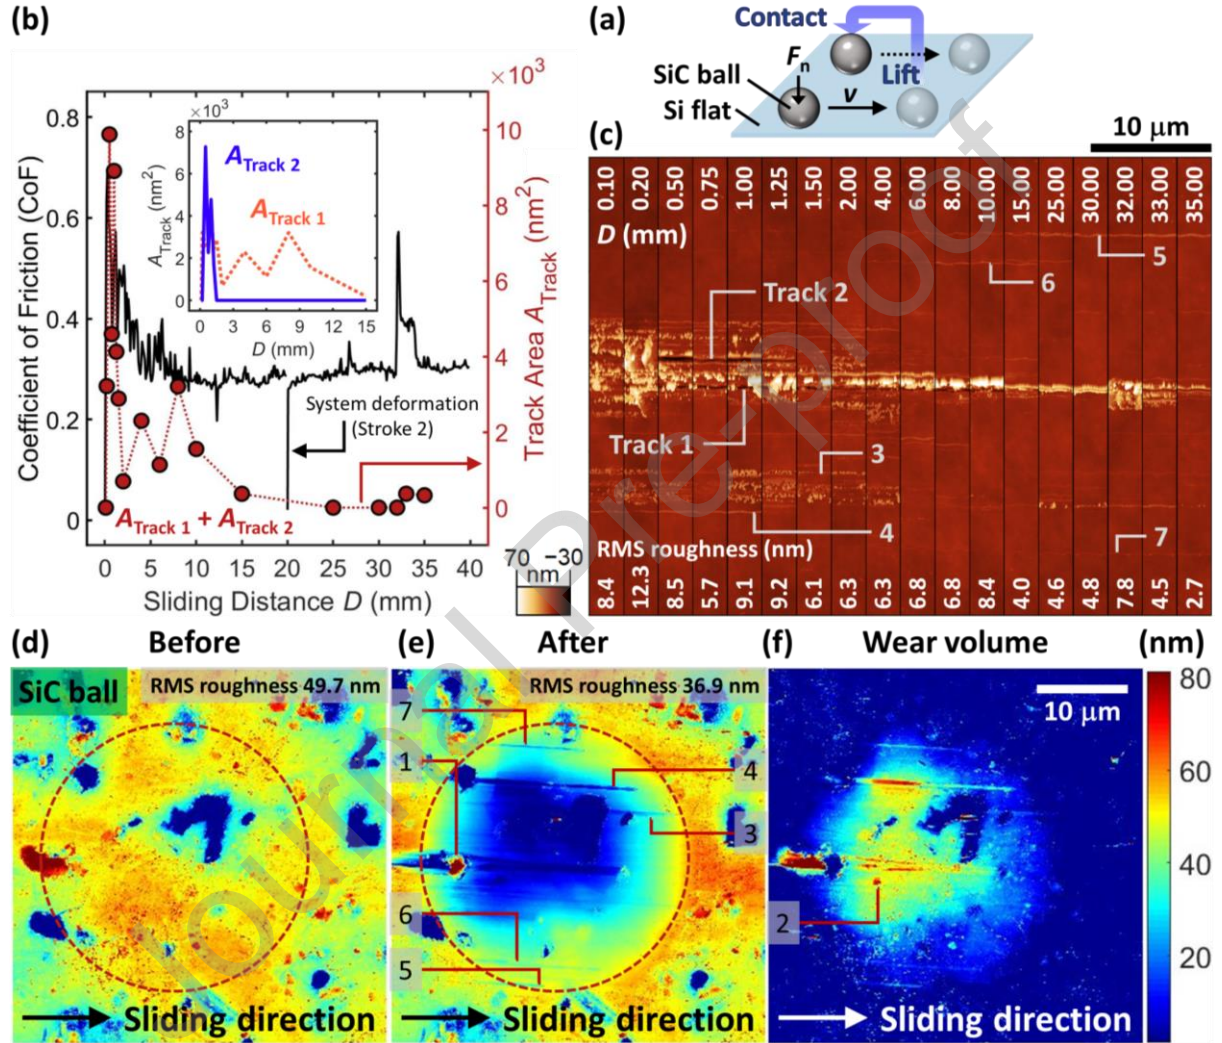 (b)
×10³
0.8
0.6
0.4
0.2
0
Coefficient of Friction (CoF)
10
8
6
4
2
0
Track Area A_Track (nm²)
×10³
8
6
4
2
0
A_Track (nm²)
A_Track 2
A_Track 1
0 3 6 9 12 15
D (mm)
System deformation
(Stroke 2)
A_Track 1 + A_Track 2
0 5 10 15 20 25 30 35 40
Sliding Distance D (mm)
70 −30
nm
(a)
Contact
Fn
Lift
SiC ball
v
Si flat
(c)
10 μm
0.10 0.20 0.50 0.75 1.00 1.25 1.50 2.00 4.00 6.00 8.00 10.00 15.00 30.00 32.00 33.00 35.00
D (mm)
5
6
Track 2
Track 1
3
4
7
RMS roughness (nm)
8.4 12.3 8.5 5.7 9.1 9.2 6.1 6.3 6.3 6.8 6.8 8.4 4.0 4.6 4.8 7.8 4.5 2.7
(d) Before
SiC ball
RMS roughness 49.7 nm
Sliding direction
(e) After
RMS roughness 36.9 nm
7
1
4
3
6
5
Sliding direction
(f) Wear volume
10 μm
2
Sliding direction
(nm)
80
60
40
20
Journal Pre-proof